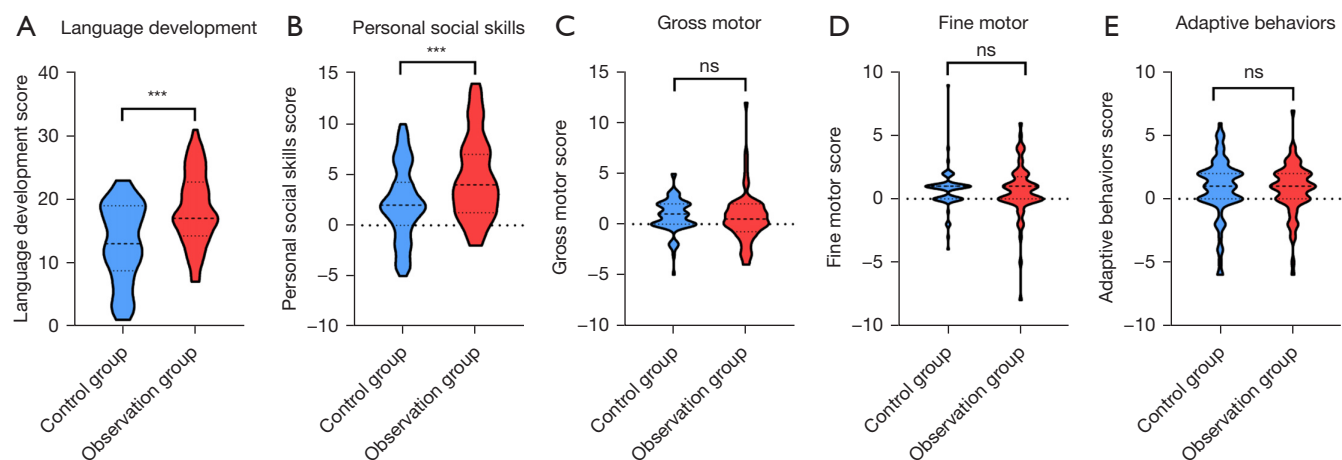 A Language development
Language development score
40
30
20
10
0
***
Control group
Observation group
B Personal social skills
Personal social skills score
15
10
5
0
−5
−10
***
Control group
Observation group
C Gross motor
Gross motor score
15
10
5
0
−5
−10
ns
Control group
Observation group
D Fine motor
Fine motor score
10
5
0
−5
−10
ns
Control group
Observation group
E Adaptive behaviors
Adaptive behaviors score
10
5
0
−5
−10
ns
Control group
Observation group